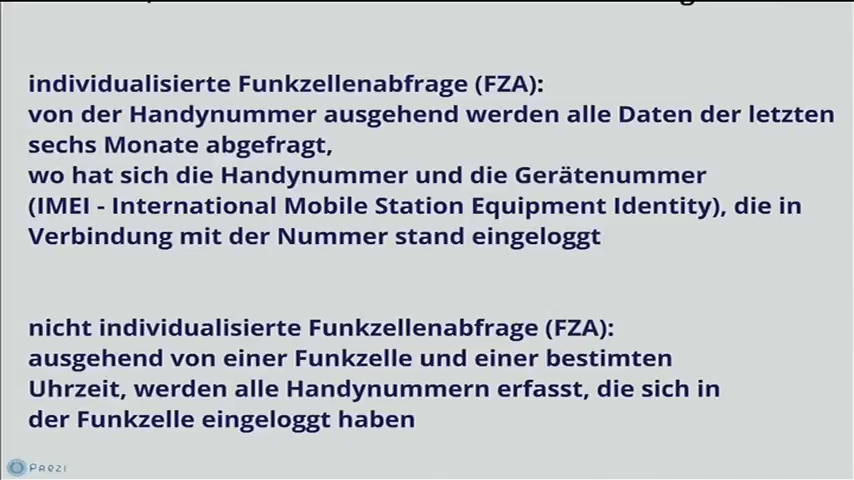 individualisierte Funkzellenabfrage (FZA):
von der Handynummer ausgehend werden alle Daten der letzten
sechs Monate abgefragt,
wo hat sich die Handynummer und die Gerätenummer
(IMEI - International Mobile Station Equipment Identity), die in
Verbindung mit der Nummer stand eingeloggt
nicht individualisierte Funkzellenabfrage (FZA):
ausgehend von einer Funkzelle und einer bestimten
Uhrzeit, werden alle Handynummern erfasst, die sich in
der Funkzelle eingeloggt haben
Prezi